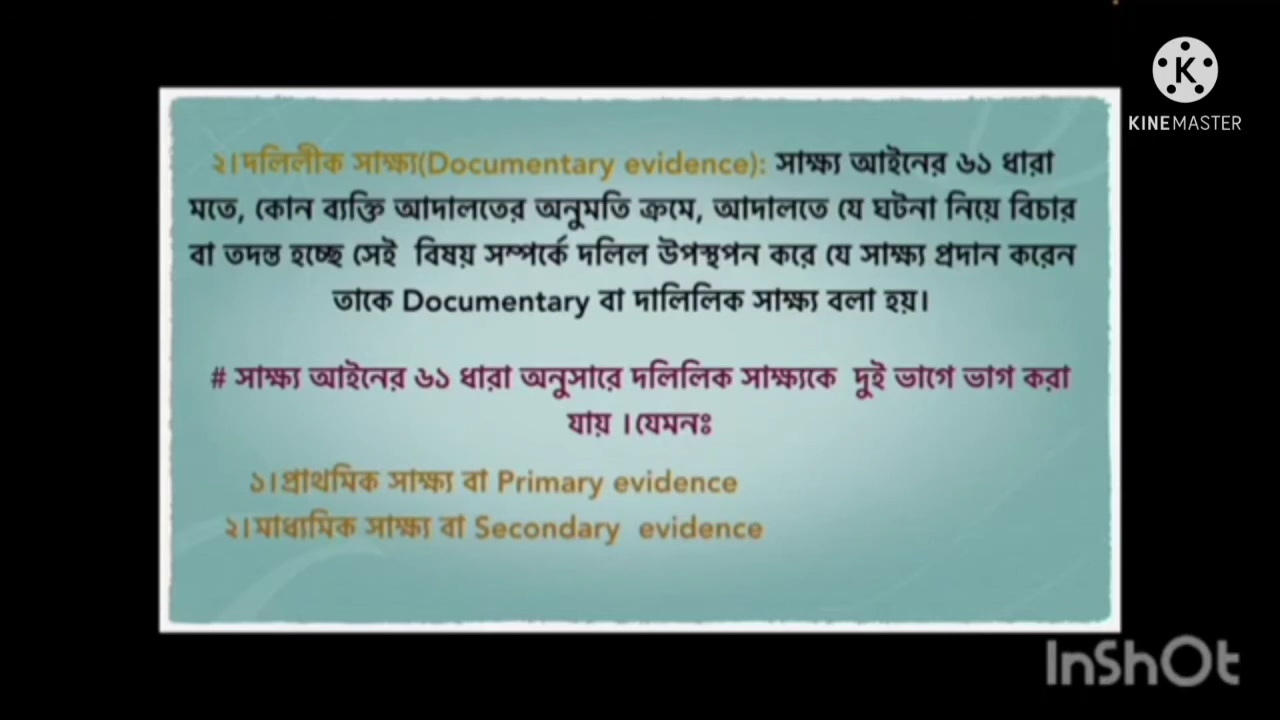 KINEMASTER
২।দলিলীক সাক্ষ্য(Documentary evidence): সাক্ষ্য আইনের ৬১ ধারা
মতে, কোন ব্যক্তি আদালতের অনুমতি ক্রমে, আদালতে যে ঘটনা নিয়ে বিচার
বা তদন্ত হচ্ছে সেই বিষয় সম্পর্কে দলিল উপস্থপন করে যে সাক্ষ্য প্রদান করেন
তাকে Documentary বা দালিলিক সাক্ষ্য বলা হয়।
# সাক্ষ্য আইনের ৬১ ধারা অনুসারে দলিলিক সাক্ষ্যকে দুই ভাগে ভাগ করা
যায় ।যেমনঃ
১।প্রাথমিক সাক্ষ্য বা Primary evidence
২।মাধ্যমিক সাক্ষ্য বা Secondary evidence
InShOt